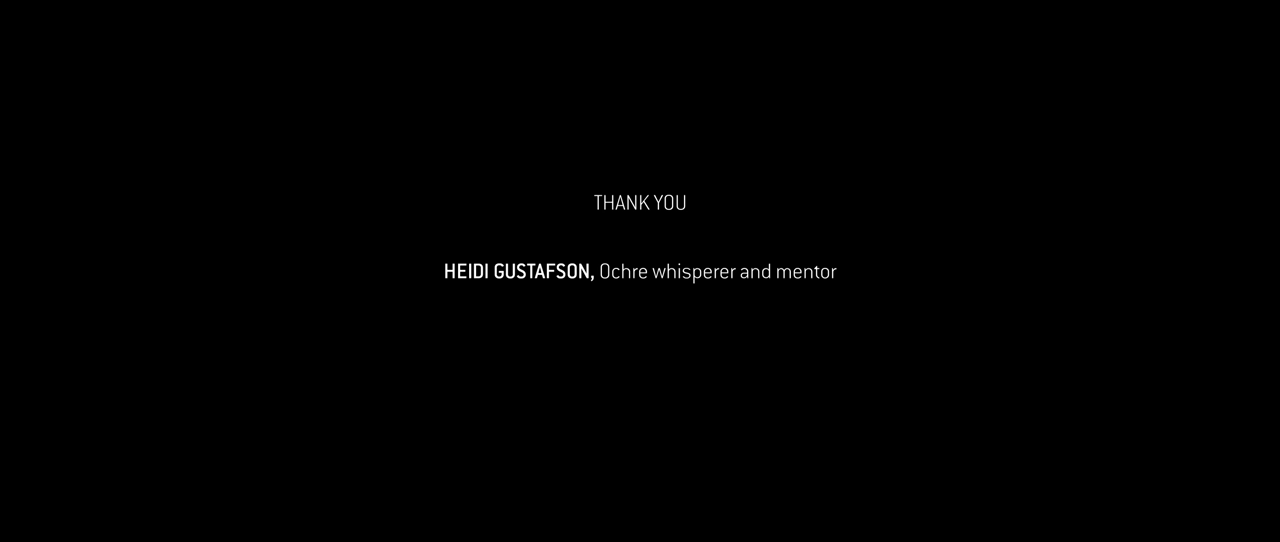 THANK YOU
HEIDI GUSTAFSON, Ochre whisperer and mentor